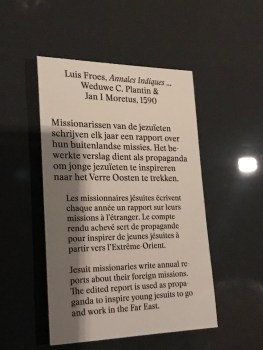 Luis Froes, Annales Indiques ...
Weduwe C. Plantin &
Jan I Moretus, 1590
Missionarissen van de jezuïeten
schrijven elk jaar een rapport over
hun buitenlandse missies. Het be-
werkte verslag dient als propaganda
om jonge jezuïeten te inspireren
naar het Verre Oosten te trekken.
Les missionnaires jésuites écrivent
chaque année un rapport sur leurs
missions à l'étranger. Le compte
rendu achevé sert de propagande
pour inspirer de jeunes jésuites à
partir vers l'Extrême-Orient.
Jesuit missionaries write annual re-
ports about their foreign missions.
The edited report is used as propa
ganda to inspire young jesuits to go
and work in the Far East.